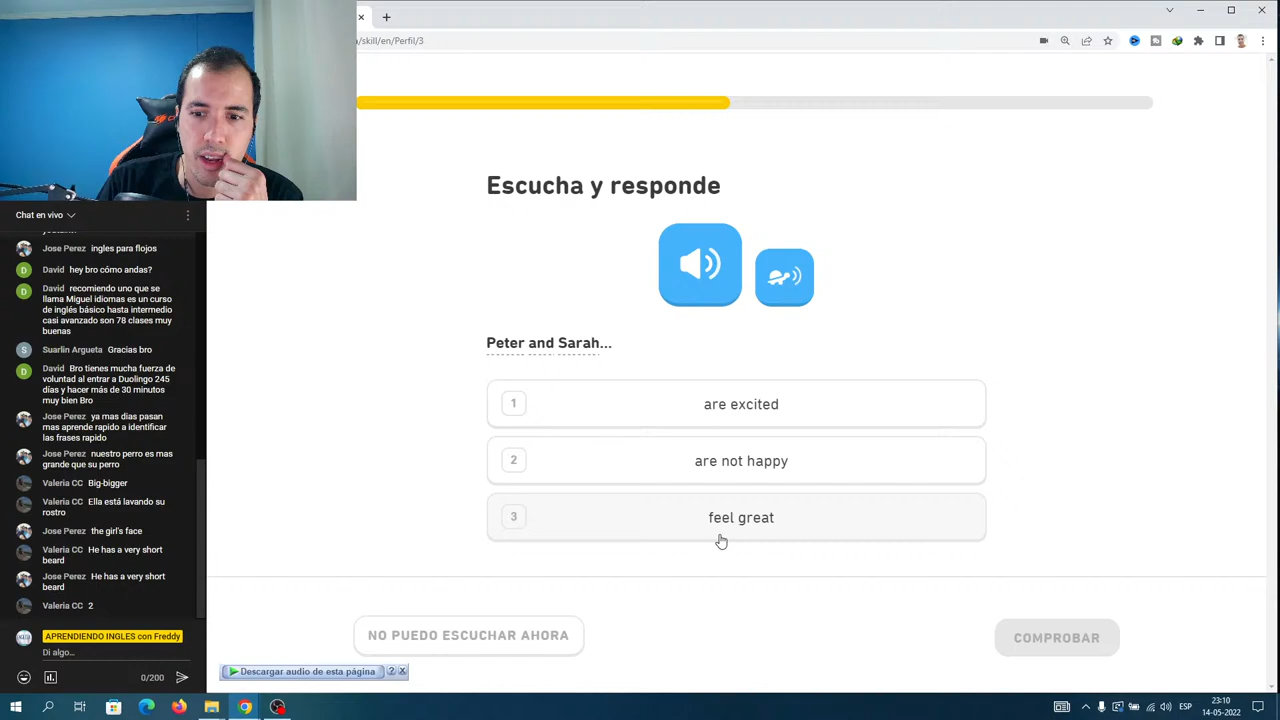 /skill/en/Perfil/3
Escucha y responde
Peter and Sarah...
1
are excited
2
are not happy
3
feel great
NO PUEDO ESCUCHAR AHORA
COMPROBAR
Descargar audio de esta página
?
Chat en vivo
Jose Perez ingles para flojos
D David hey bro cómo andas?
D David recomiendo uno que se
llama Miguel idiomas es un curso
de inglés básico hasta intermedio
casi avanzado son 78 clases muy
buenas
S Suarlin Argueta Gracias bro
D David Bro tienes mucha fuerza de
voluntad al entrar a Duolingo 245
días y hacer más de 30 minutos
muy bien Bro
Jose Perez ya mas dias pasan
mas aprende rapido a identificar
las frases rapido
Jose Perez nuestro perro es mas
grande que su perro
Valeria CC Big-bigger
Valeria CC Ella está lavando su
rostro
Jose Perez the girl's face
Valeria CC He has a very short
beard
Jose Perez He has a very short
beard
Valeria CC 2
APRENDIENDO INGLES con Freddy
Di algo...
0/200
ESP
23:10
14-05-2022